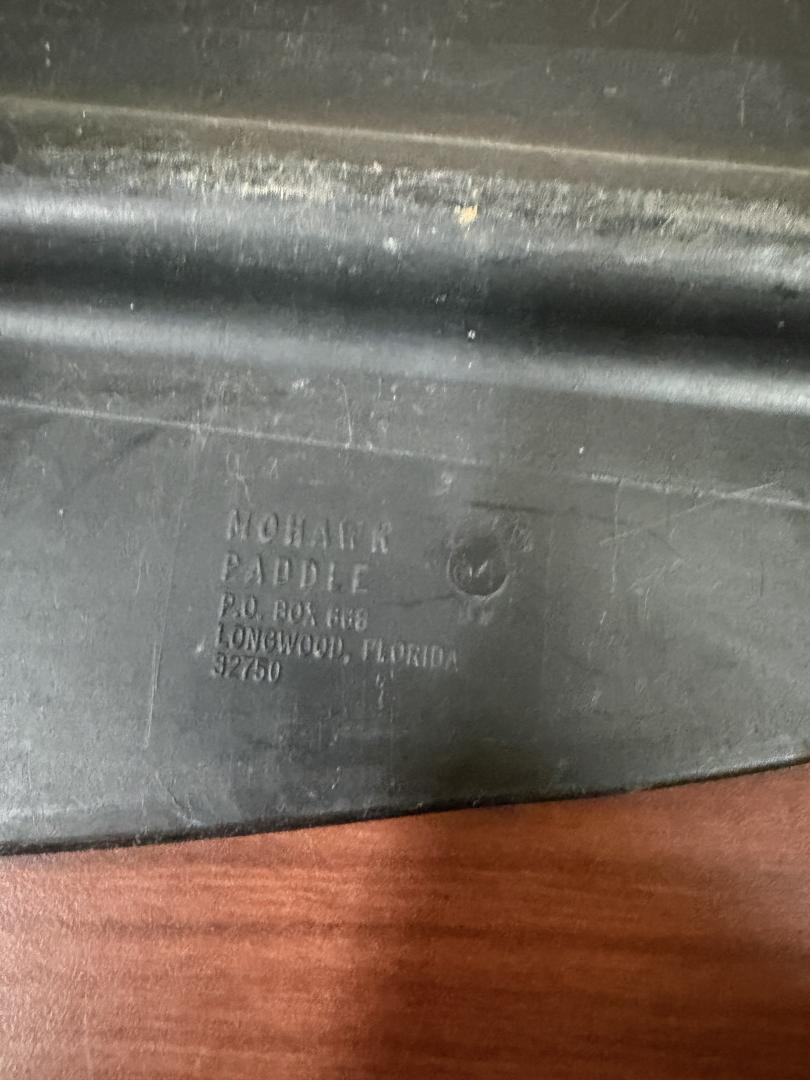 MOHAWK
PADDLE
P.O. BOX 668
LONGWOOD, FLORIDA
32750